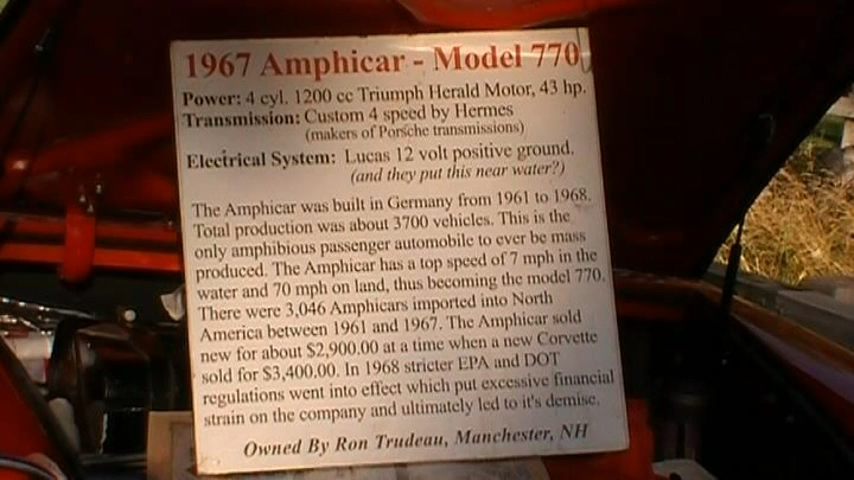 1967 Amphicar - Model 770
Power: 4 cyl. 1200 cc Triumph Herald Motor, 43 hp.
Transmission: Custom 4 speed by Hermes
(makers of Porsche transmissions)
Electrical System: Lucas 12 volt positive ground.
(and they put this near water?)
The Amphicar was built in Germany from 1961 to 1968.
Total production was about 3700 vehicles. This is the
only amphibious passenger automobile to ever be mass
produced. The Amphicar has a top speed of 7 mph in the
water and 70 mph on land, thus becoming the model 770.
There were 3,046 Amphicars imported into North
America between 1961 and 1967. The Amphicar sold
new for about $2,900.00 at a time when a new Corvette
sold for $3,400.00. In 1968 stricter EPA and DOT
regulations went into effect which put excessive financial
strain on the company and ultimately led to it's demise.
Owned By Ron Trudeau, Manchester, NH